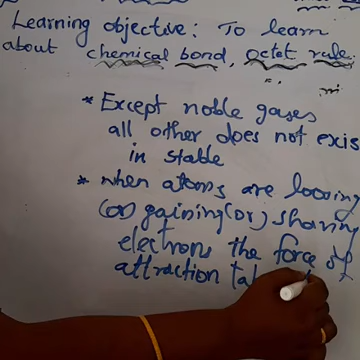 Learning objective: To learn
about chemical bond, octet rule.
* Except noble gases
all other does not exis
in stable
* when atoms are loosing
(or) gaining (or) sharing
electrons the force of
attraction ta